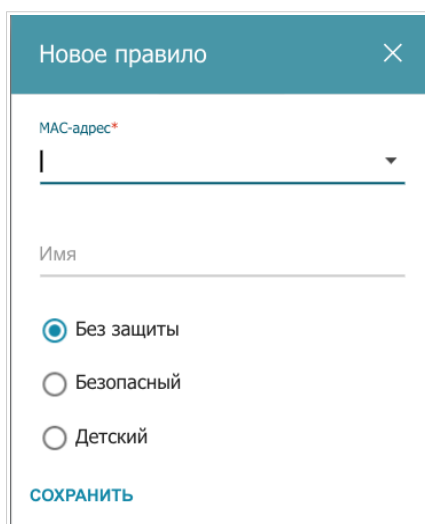 Новое правило
MAC-адрес*
Имя
Без защиты
Безопасный
Детский
СОХРАНИТЬ